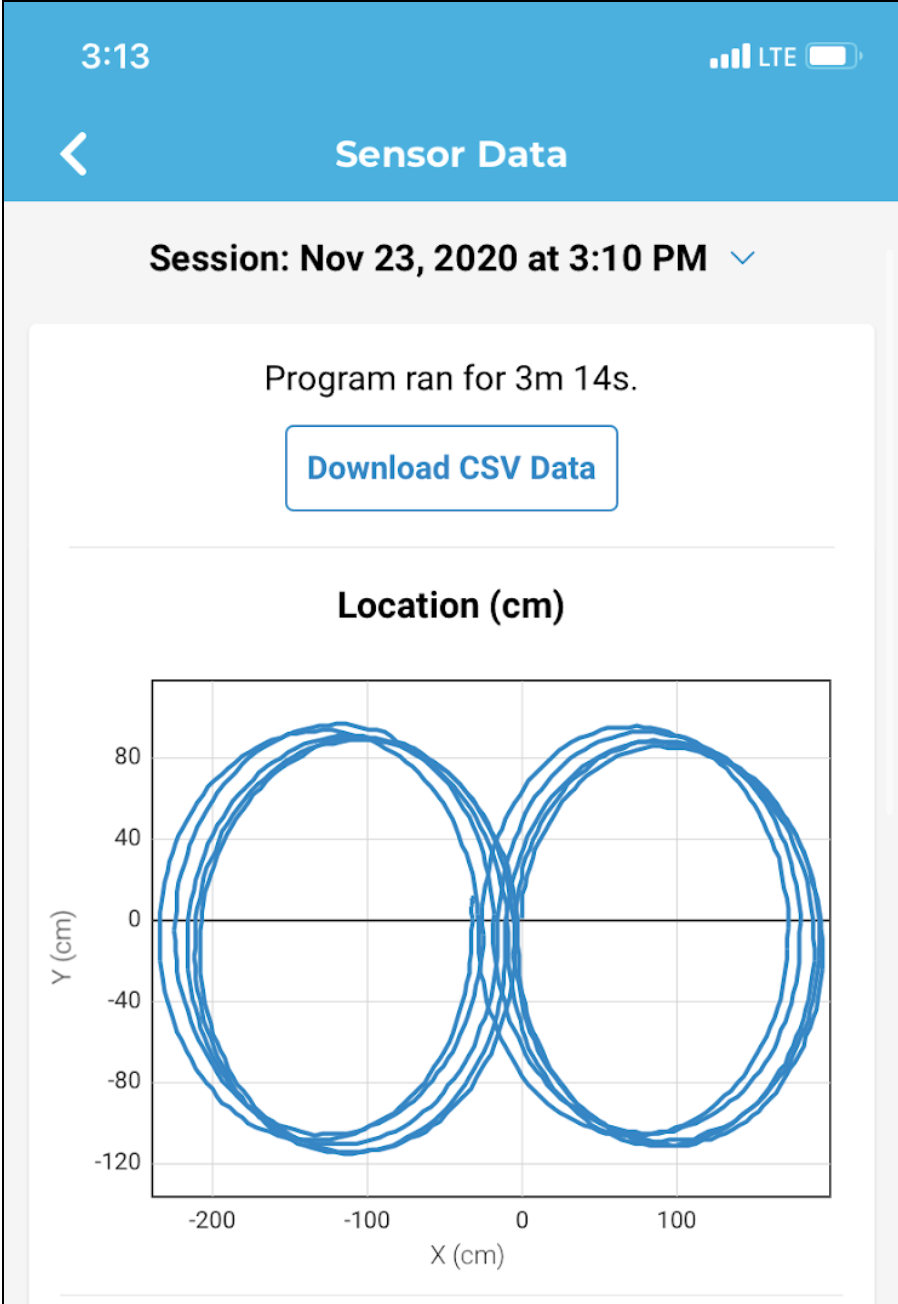 3:13
LTE
Sensor Data
Session: Nov 23, 2020 at 3:10 PM
Program ran for 3m 14s.
Download CSV Data
Location (cm)
80
40
0
-40
-80
-120
Y (cm)
-200 -100 0 100
X (cm)